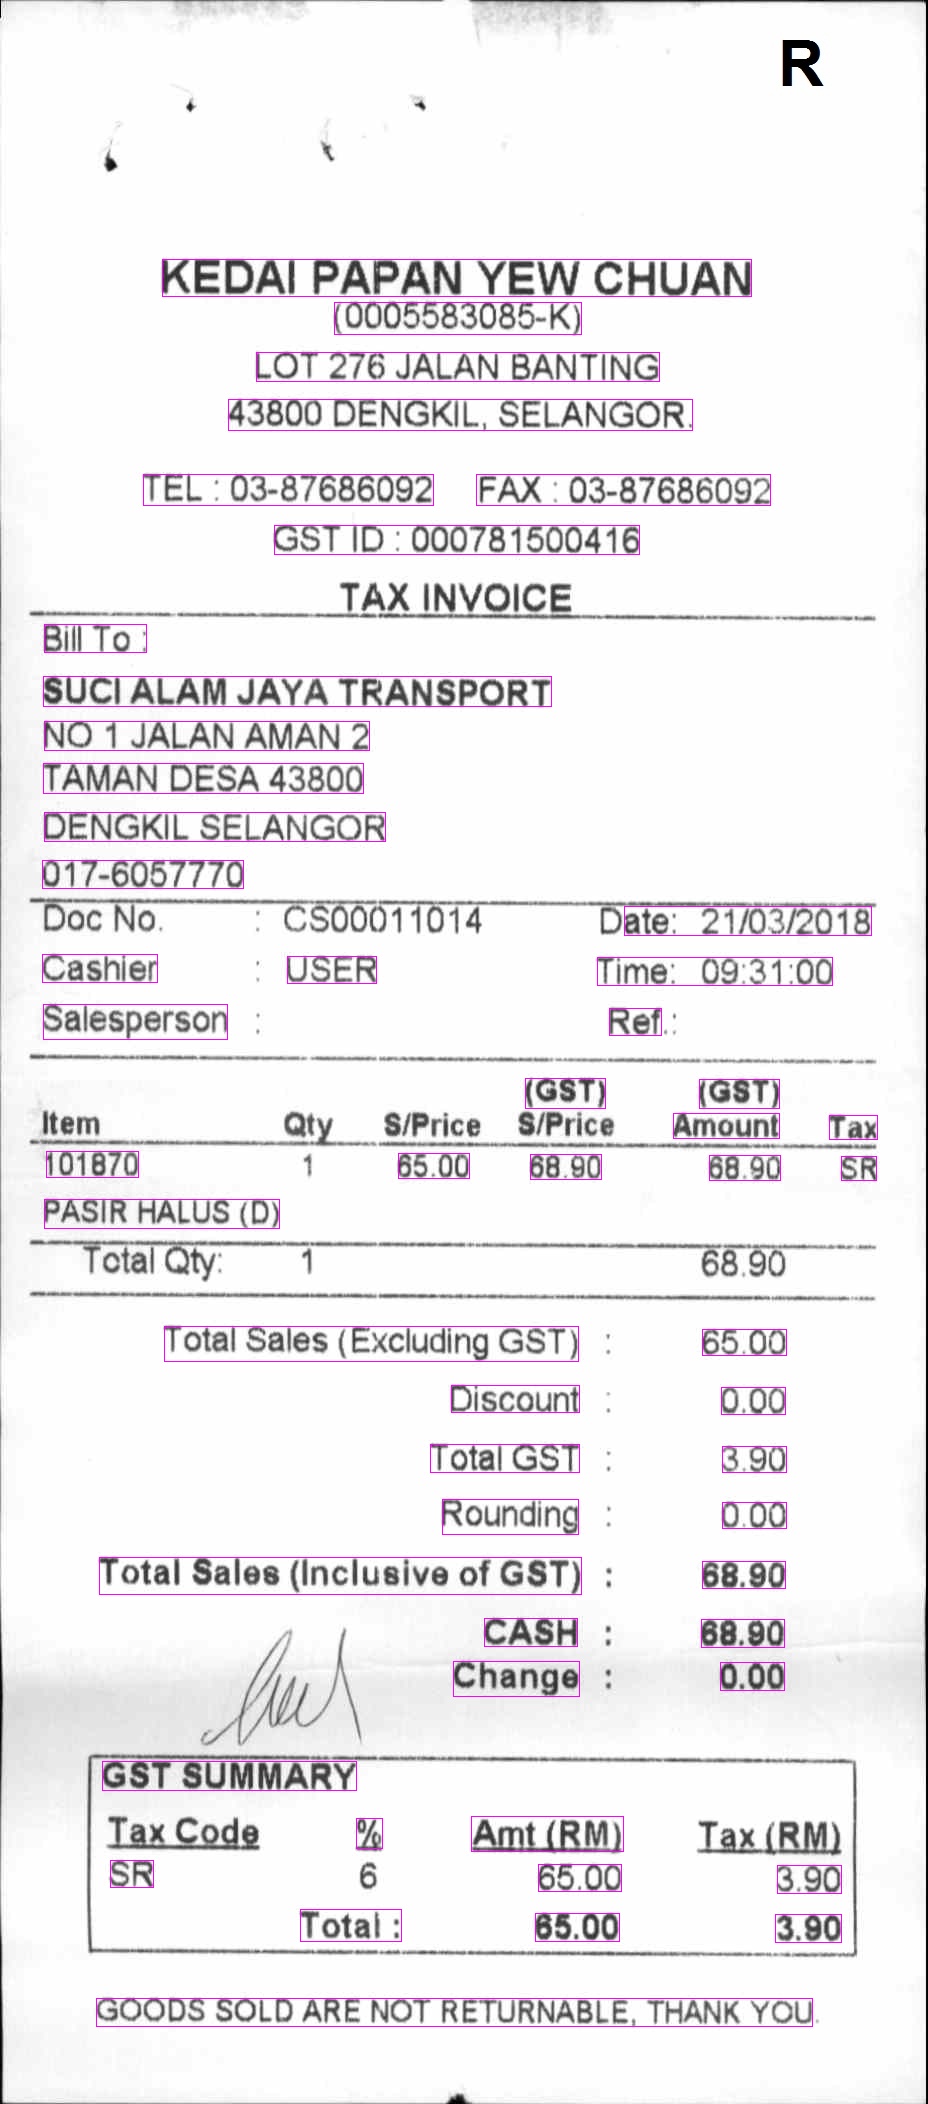 R
KEDAI PAPAN YEW CHUAN
(0005583085-K)
LOT 276 JALAN BANTING
43800 DENGKIL, SELANGOR.
TEL : 03-87686092 FAX : 03-87686092
GST ID : 000781500416
TAX INVOICE
Bill To :
SUCI ALAM JAYA TRANSPORT
NO 1 JALAN AMAN 2
TAMAN DESA 43800
DENGKIL SELANGOR
017-6057770
Doc No. : CS00011014 Date: 21/03/2018
Cashier : USER Time: 09:31:00
Salesperson : Ref.:
(GST) (GST)
Item Qty S/Price S/Price Amount Tax
101870 1 65.00 68.90 68.90 SR
PASIR HALUS (D)
Total Qty: 1 68.90
Total Sales (Excluding GST) : 65.00
Discount : 0.00
Total GST : 3.90
Rounding : 0.00
Total Sales (Inclusive of GST) : 68.90
CASH : 68.90
Change : 0.00
GST SUMMARY
Tax Code % Amt (RM) Tax (RM)
SR 6 65.00 3.90
Total : 65.00 3.90
GOODS SOLD ARE NOT RETURNABLE, THANK YOU.